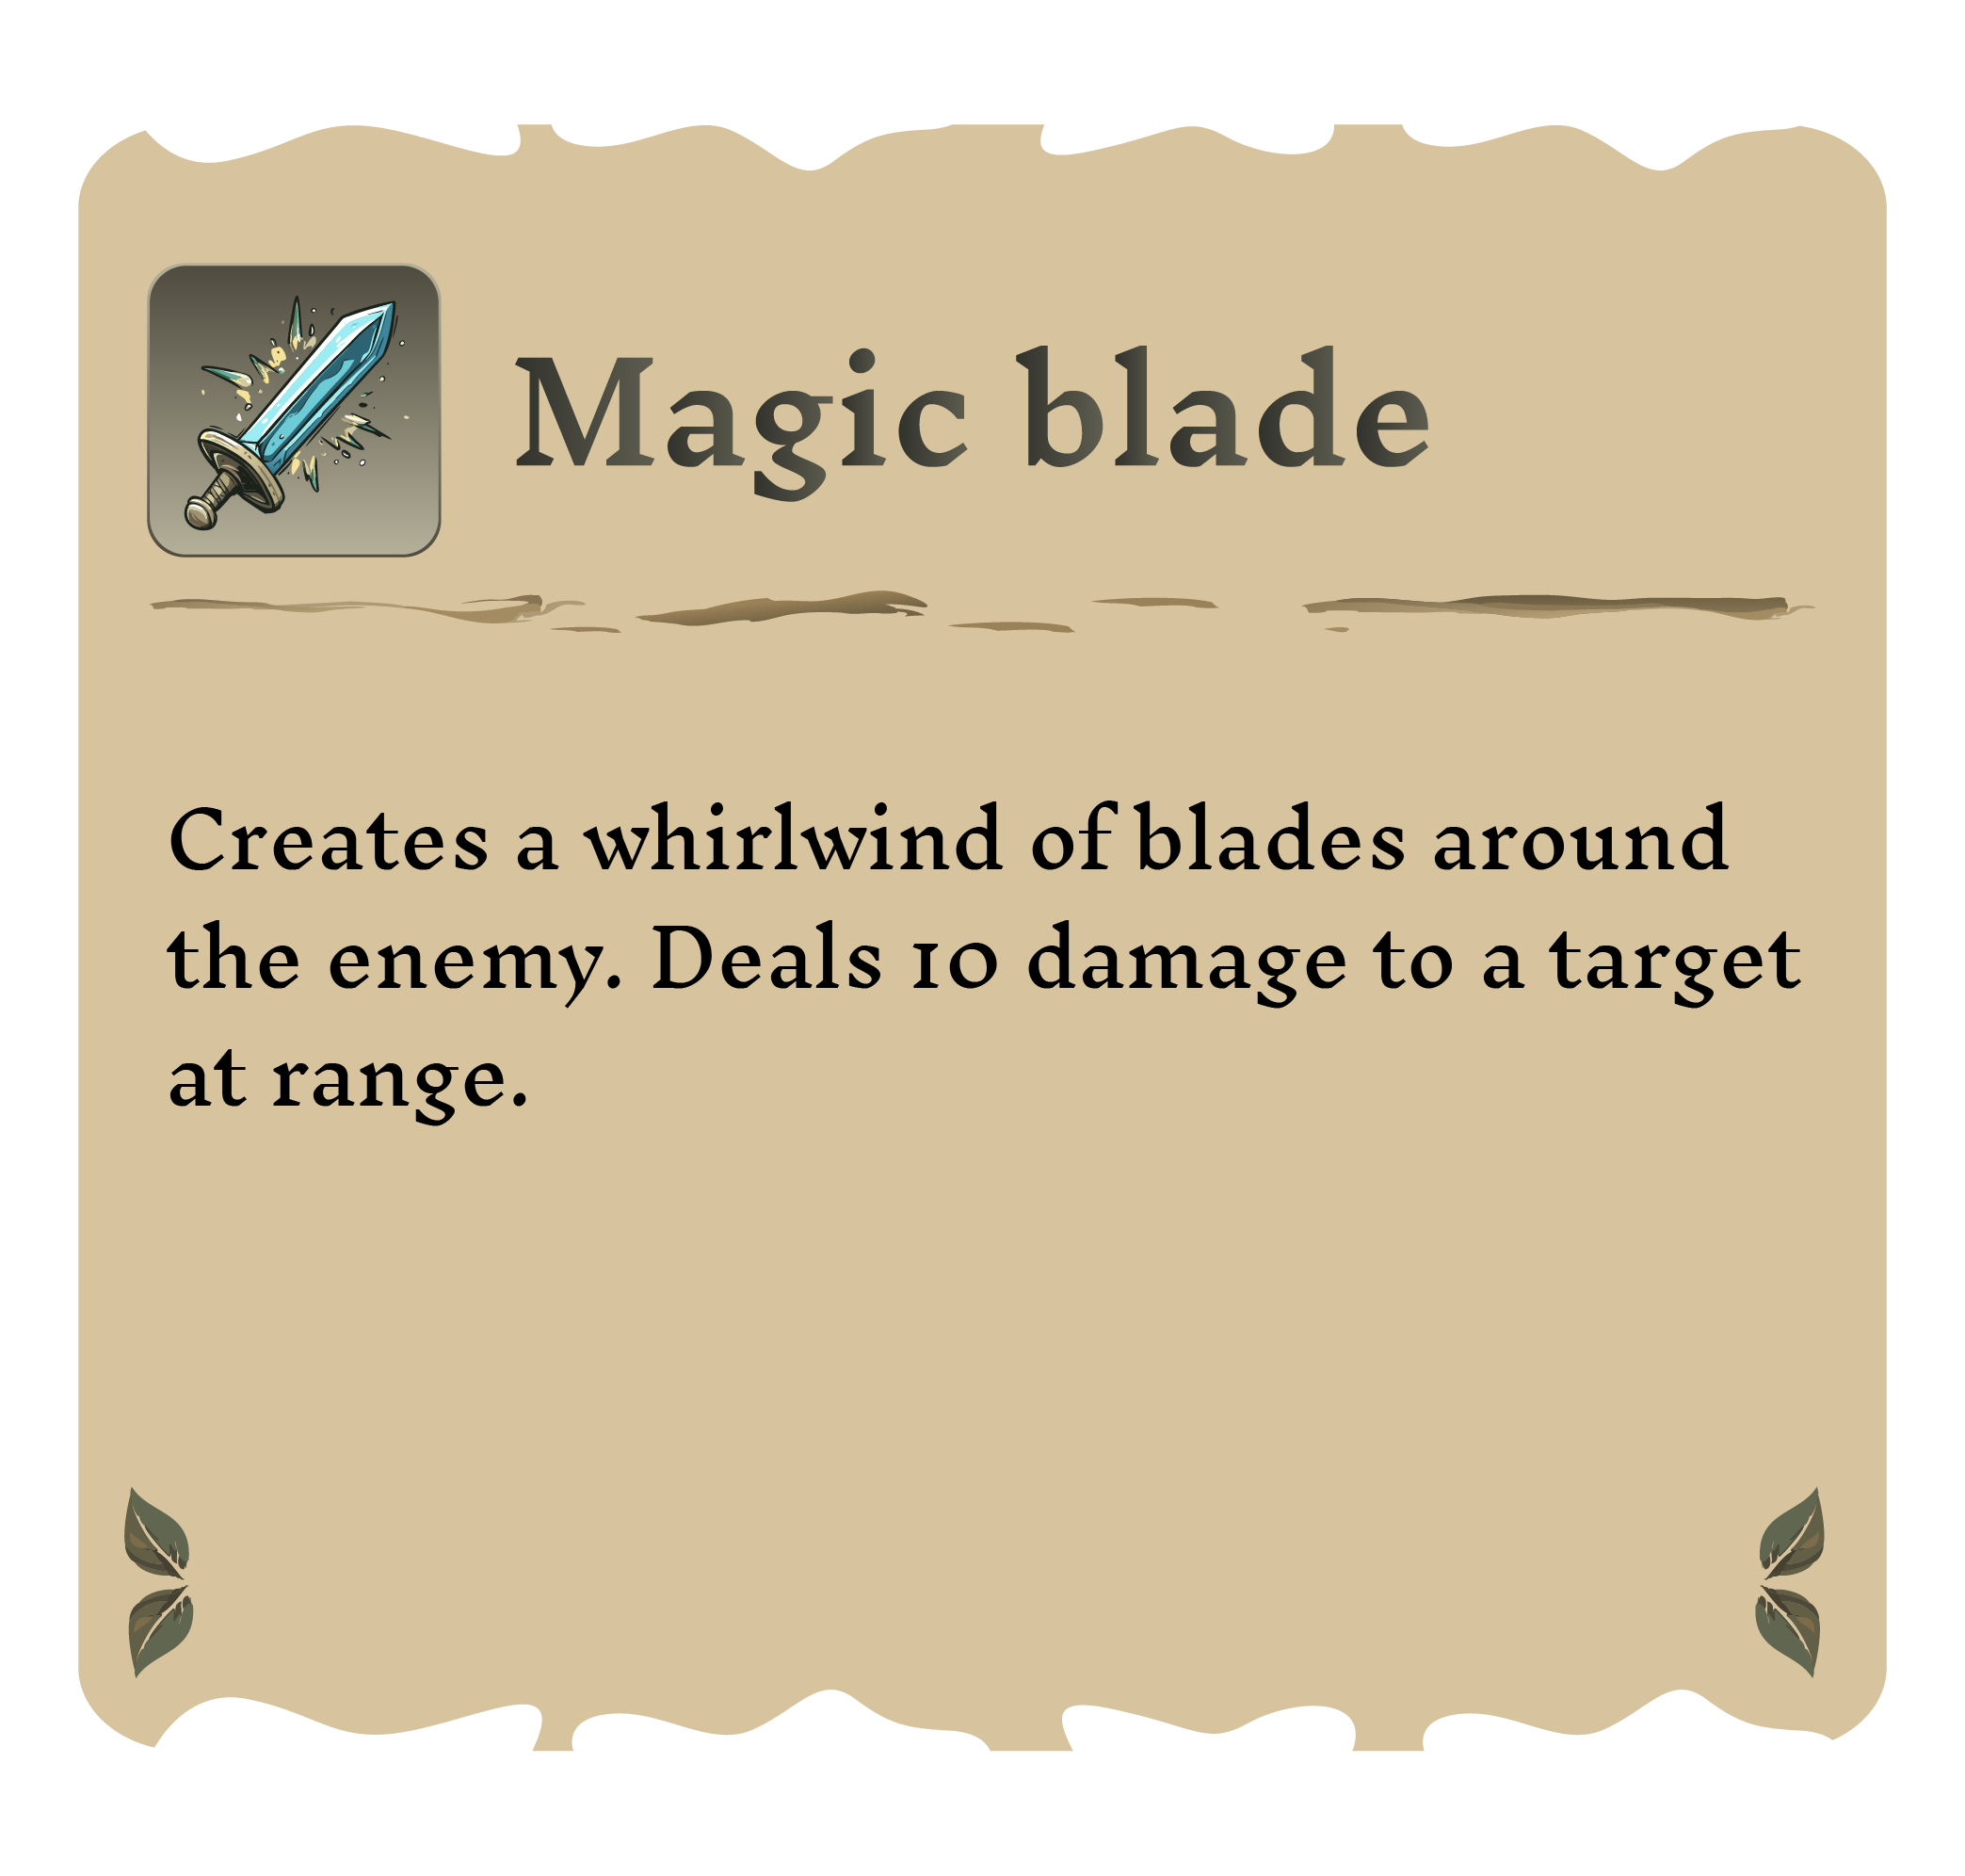 Magic blade
Creates a whirlwind of blades around
the enemy. Deals 10 damage to a target
at range.